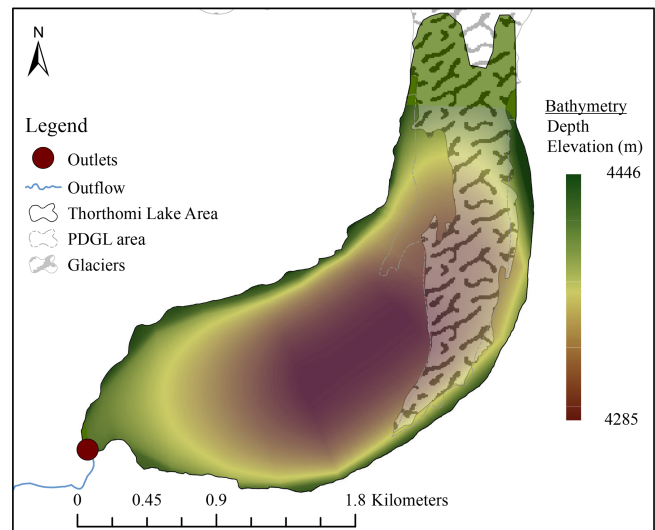 N
Legend
Outlets
Outflow
Thorthomi Lake Area
PDGL area
Glaciers
Bathymetry
Depth
Elevation (m)
4446
4285
0 0.45 0.9 1.8 Kilometers